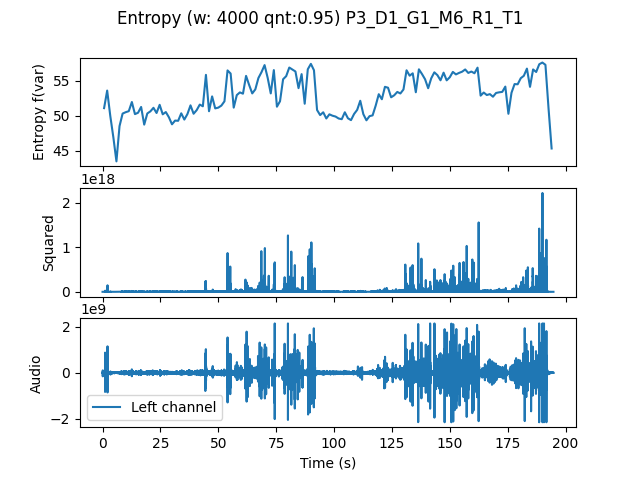 Entropy (w: 4000 qnt:0.95) P3_D1_G1_M6_R1_T1
Entropy f(var)
55
50
45
1e18
Squared
2
1
0
1e9
Audio
2
0
−2
Left channel
0 25 50 75 100 125 150 175 200
Time (s)